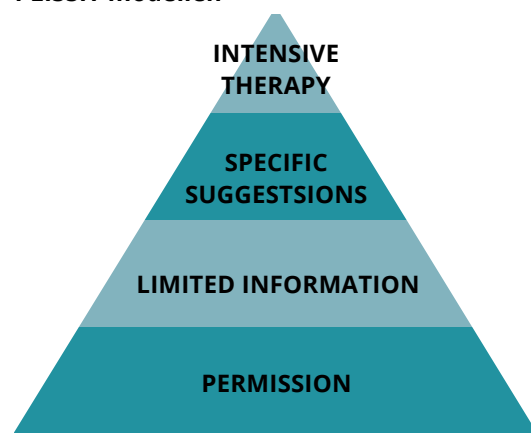 INTENSIVE
THERAPY
SPECIFIC
SUGGESTSIONS
LIMITED INFORMATION
PERMISSION